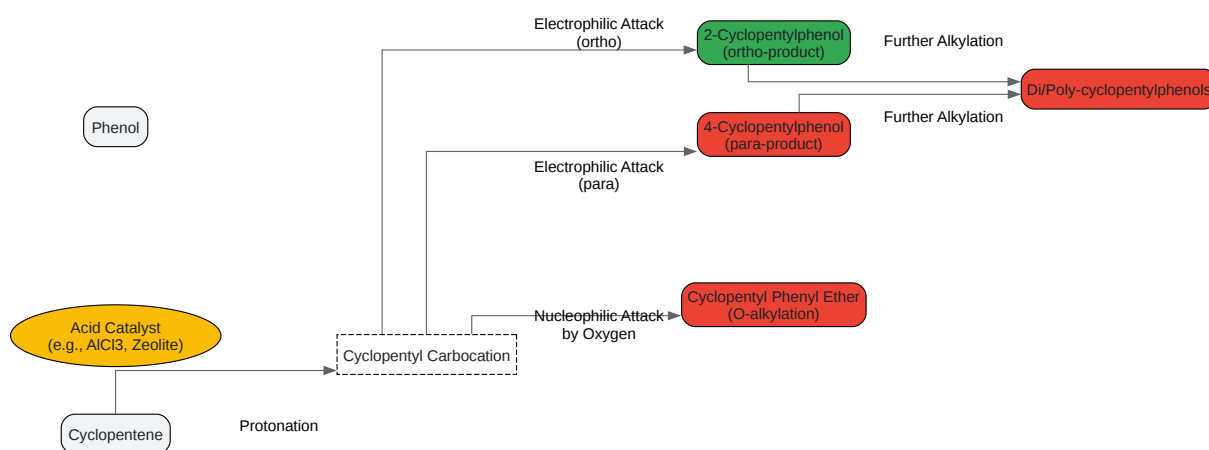 Electrophilic Attack
(ortho)
2-Cyclopentylphenol
(ortho-product)
Further Alkylation
Di/Poly-cyclopentylphenols
Phenol
4-Cyclopentylphenol
(para-product)
Further Alkylation
Electrophilic Attack
(para)
Cyclopentyl Phenyl Ether
(O-alkylation)
Nucleophilic Attack
by Oxygen
Acid Catalyst
(e.g., AlCl3, Zeolite)
Cyclopentyl Carbocation
Cyclopentene
Protonation